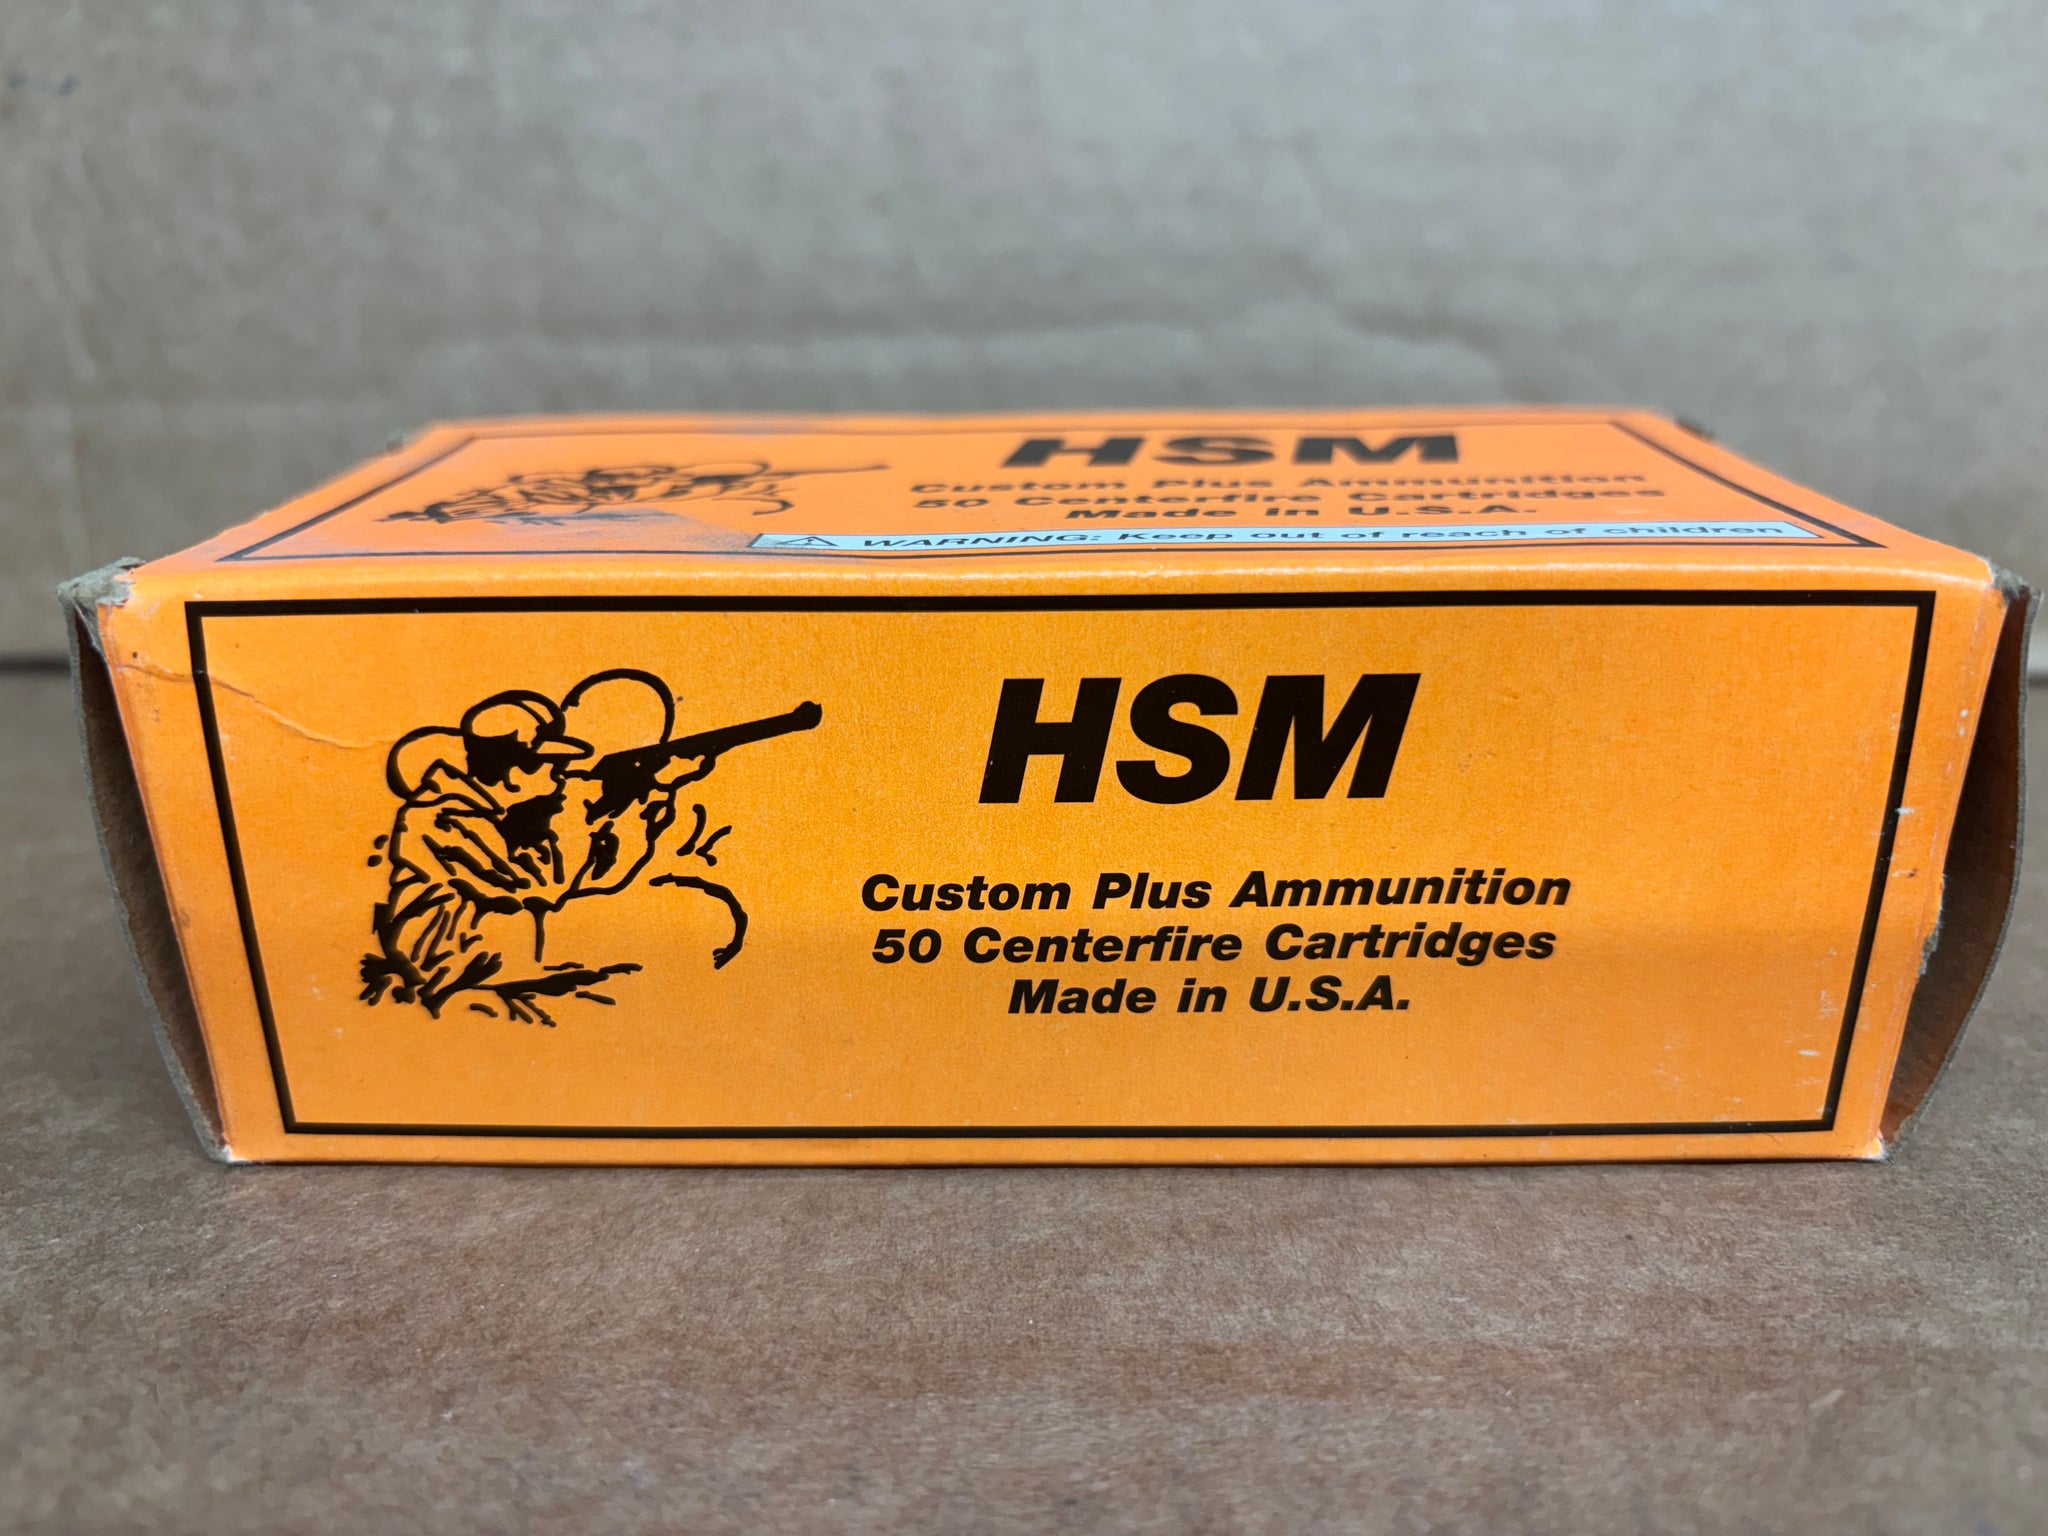 HSM
Custom Plus Ammunition
50 Centerfire Cartridges
Made in U.S.A.
WARNING: Keep out of reach of children
HSM
Custom Plus Ammunition
50 Centerfire Cartridges
Made in U.S.A.